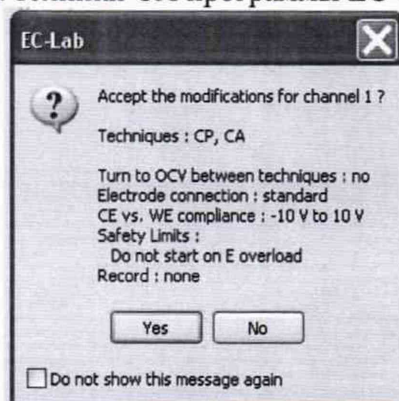 EC-Lab
Accept the modifications for channel 1 ?
Techniques : CP, CA
Turn to OCV between techniques : no
Electrode connection : standard
CE vs. WE compliance : -10 V to 10 V
Safety Limits :
Do not start on E overload
Record : none
Yes No
Do not show this message again